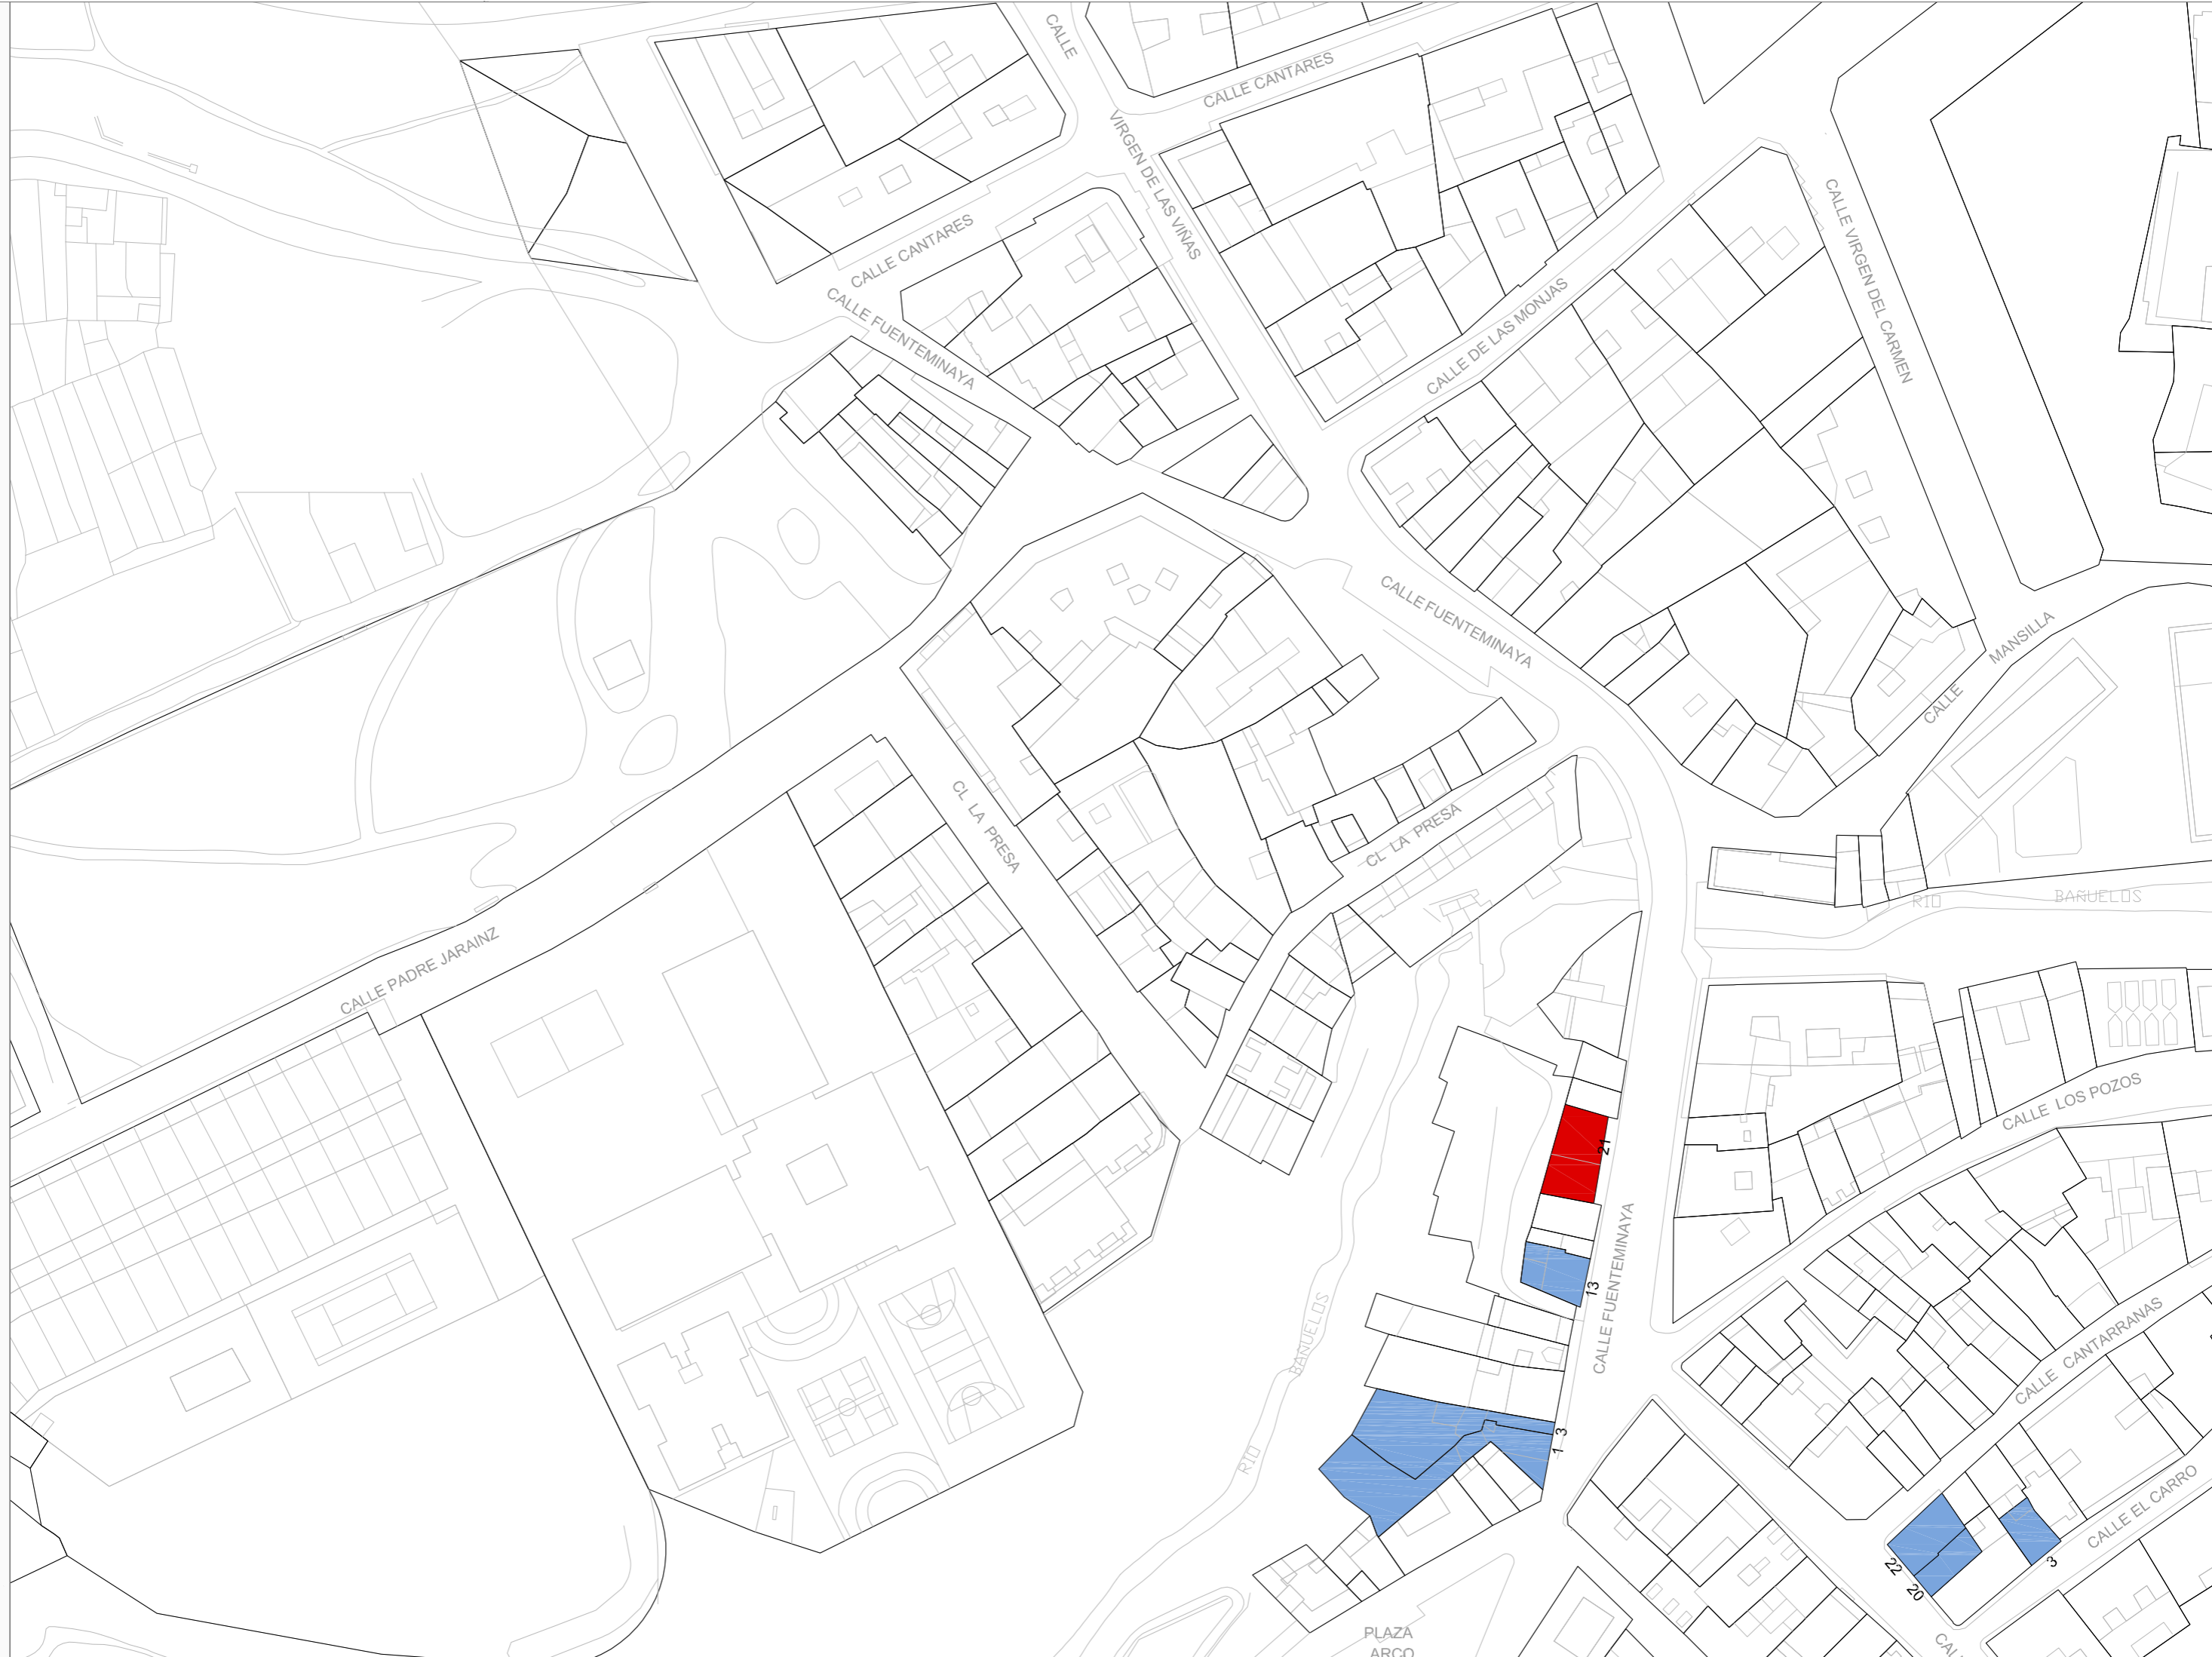 CALLE
CALLE CANTARES
VIRGEN DE LAS VIÑAS
CALLE VIRGEN DEL CARMEN
CALLE CANTARES
CALLE FUENTEMINAYA
CALLE DE LAS MONJAS
CALLE FUENTEMINAYA
MANSILLA
CALLE
CL LA PRESA
CL LA PRESA
RIO
BAÑUELOS
CALLE PADRE JARAINZ
CALLE LOS POZOS
21
CALLE FUENTEMINAYA
13
BAÑUELOS
RIO
CALLE CANTARRANAS
3
1
CALLE EL CARRO
22
20
3
PLAZA
ARCO